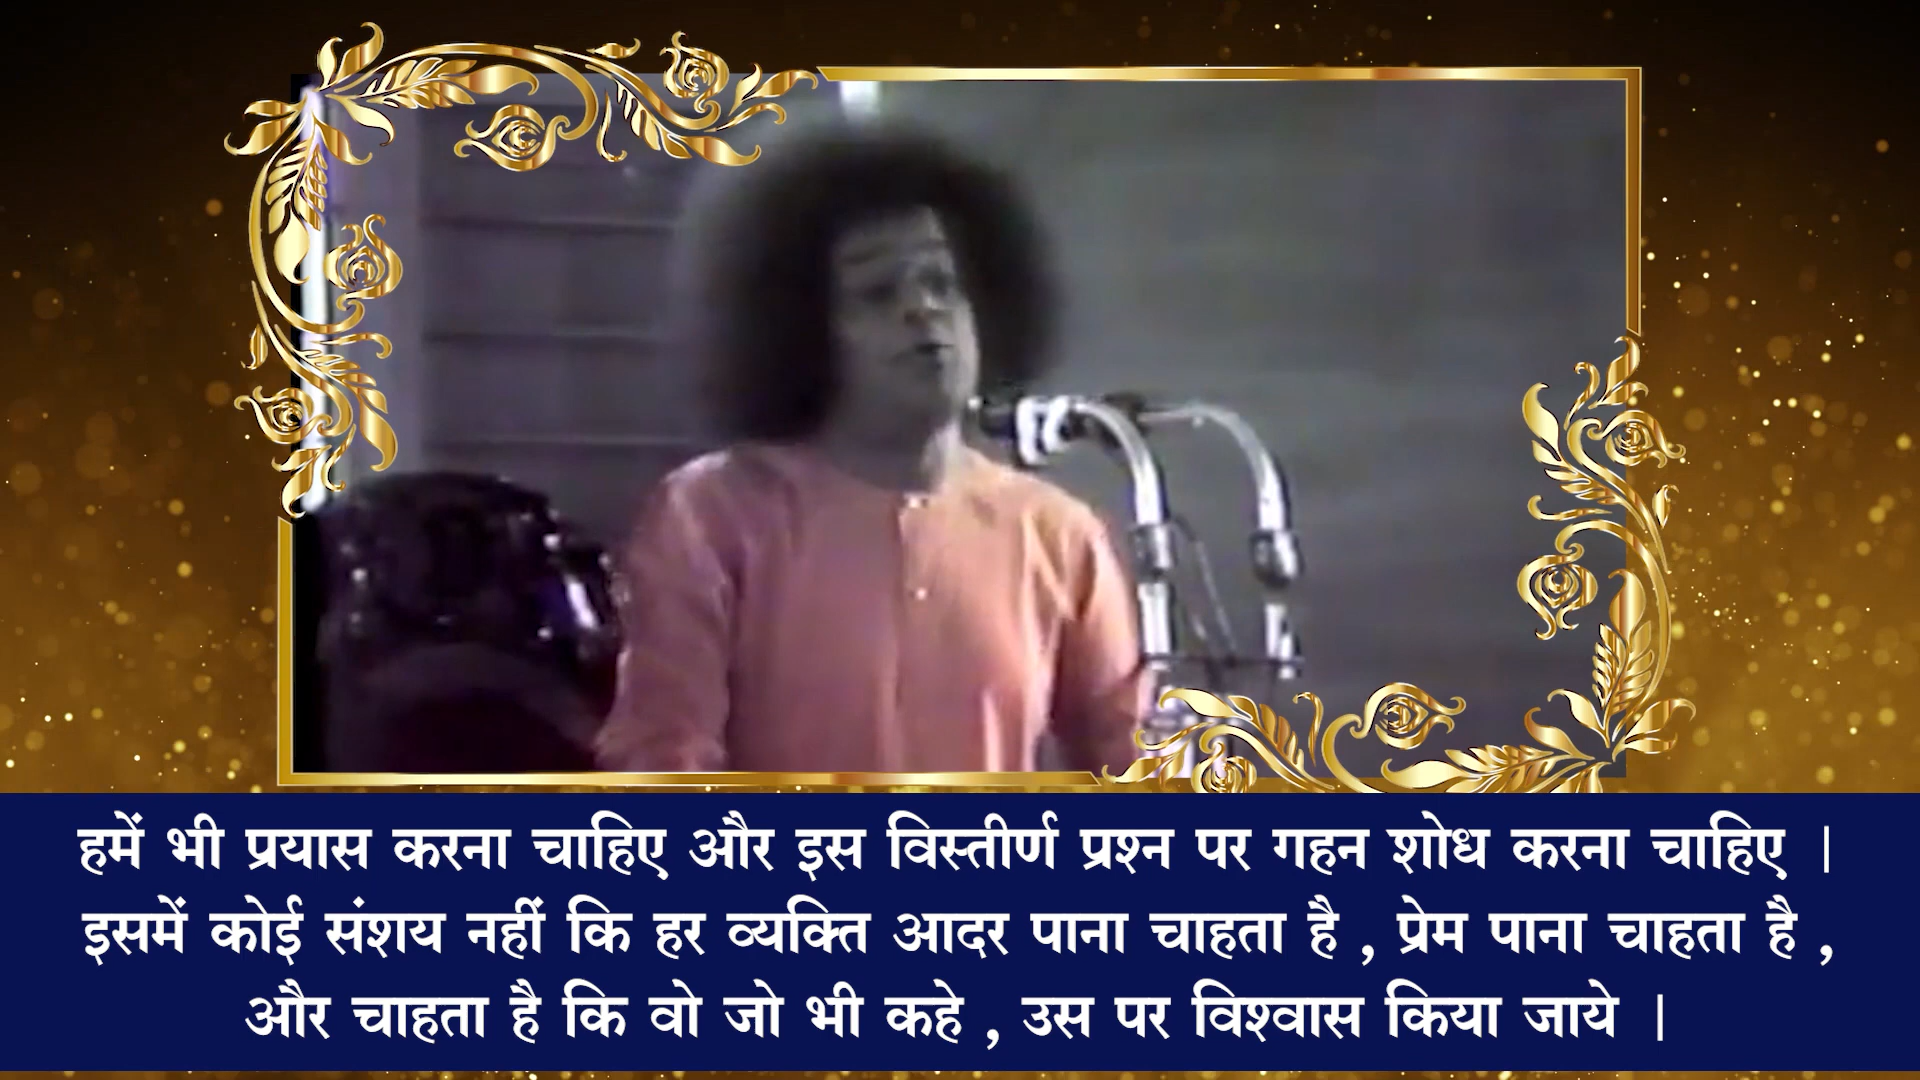 हमें भी प्रयास करना चाहिए और इस विस्तीर्ण प्रश्न पर गहन शोध करना चाहिए |
इसमें कोई संशय नहीं कि हर व्यक्ति आदर पाना चाहता है , प्रेम पाना चाहता है ,
और चाहता है कि वो जो भी कहे , उस पर विश्वास किया जाये |